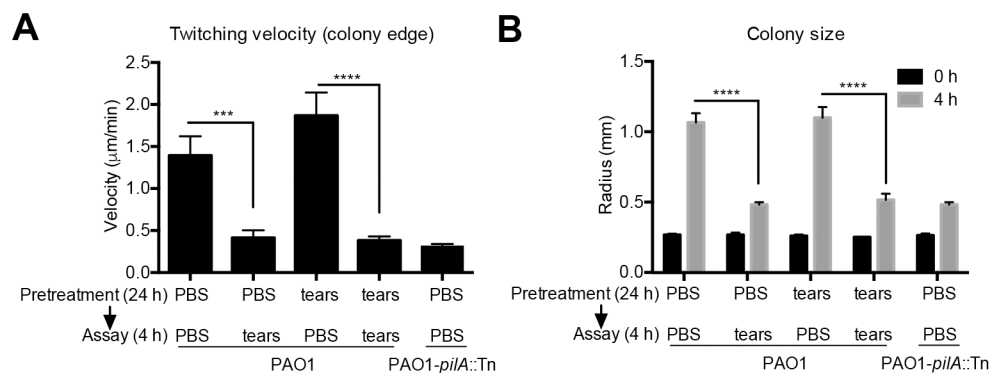 A
Twitching velocity (colony edge)
2.5
2.0
1.5
1.0
0.5
0.0
Velocity (μm/min)
***
****
Pretreatment (24 h) PBS PBS tears tears PBS
Assay (4 h) PBS tears PBS tears PBS
PAO1 PAO1-pilA::Tn
B
Colony size
1.5
1.0
0.5
0.0
Radius (mm)
****
****
0 h
4 h
Pretreatment (24 h) PBS PBS tears tears PBS
Assay (4 h) PBS tears PBS tears PBS
PAO1 PAO1-pilA::Tn